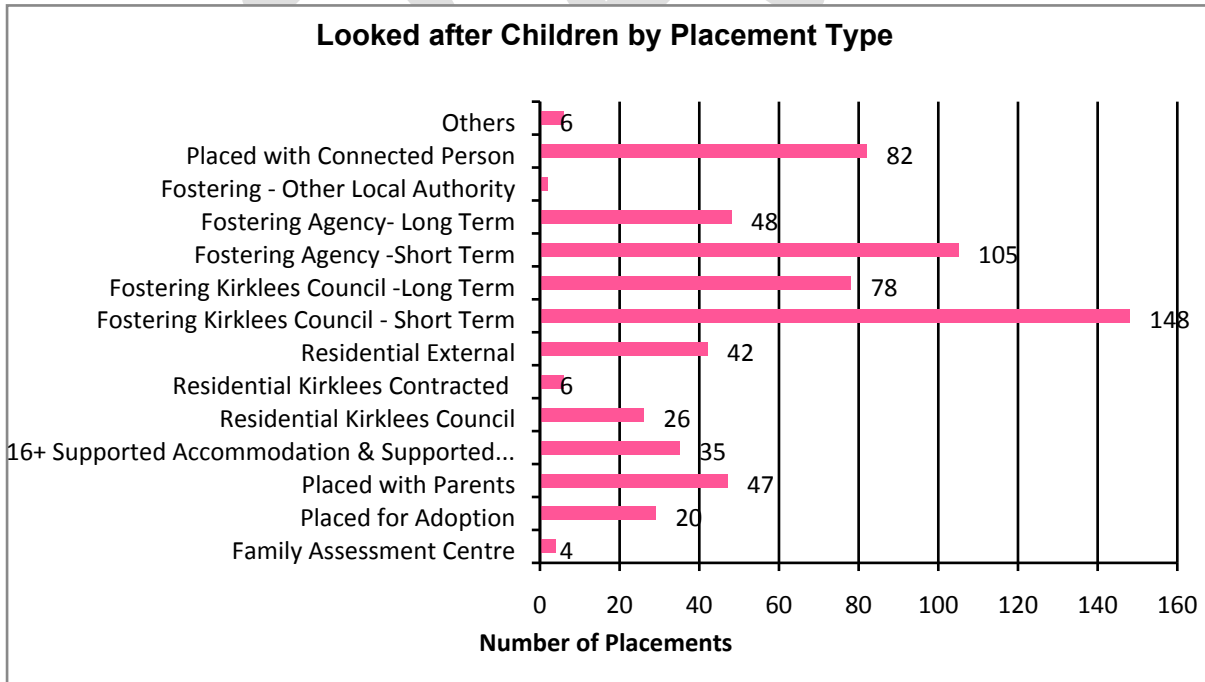 Looked after Children by Placement Type
Others 6
Placed with Connected Person 82
Fostering - Other Local Authority
Fostering Agency- Long Term 48
Fostering Agency -Short Term 105
Fostering Kirklees Council -Long Term 78
Fostering Kirklees Council - Short Term 148
Residential External 42
Residential Kirklees Contracted 6
Residential Kirklees Council 26
16+ Supported Accommodation & Supported... 35
Placed with Parents 47
Placed for Adoption 20
Family Assessment Centre 4
0 20 40 60 80 100 120 140 160
Number of Placements